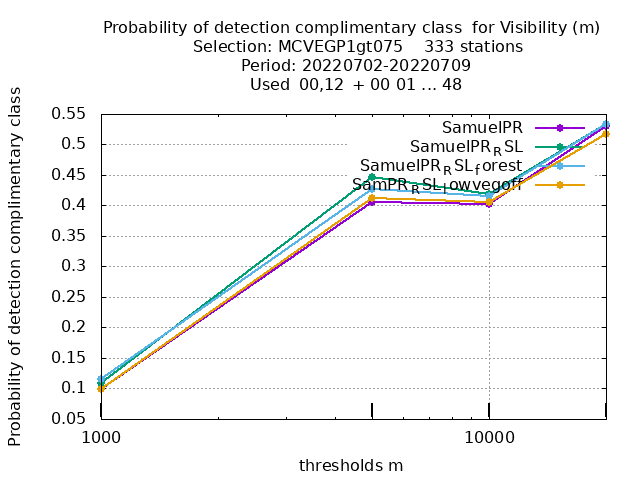 Probability of detection complimentary class for Visibility (m)
Selection: MCVEGP1gt075 333 stations
Period: 20220702-20220709
Used 00,12 + 00 01 ... 48
Probability of detection complimentary class
0.55
0.5
0.45
0.4
0.35
0.3
0.25
0.2
0.15
0.1
0.05
SamuelPR
SamuelPR_RSL
SamuelPR_RSL_forest
SamPR_RSL_lowvegoff
1000
10000
thresholds m